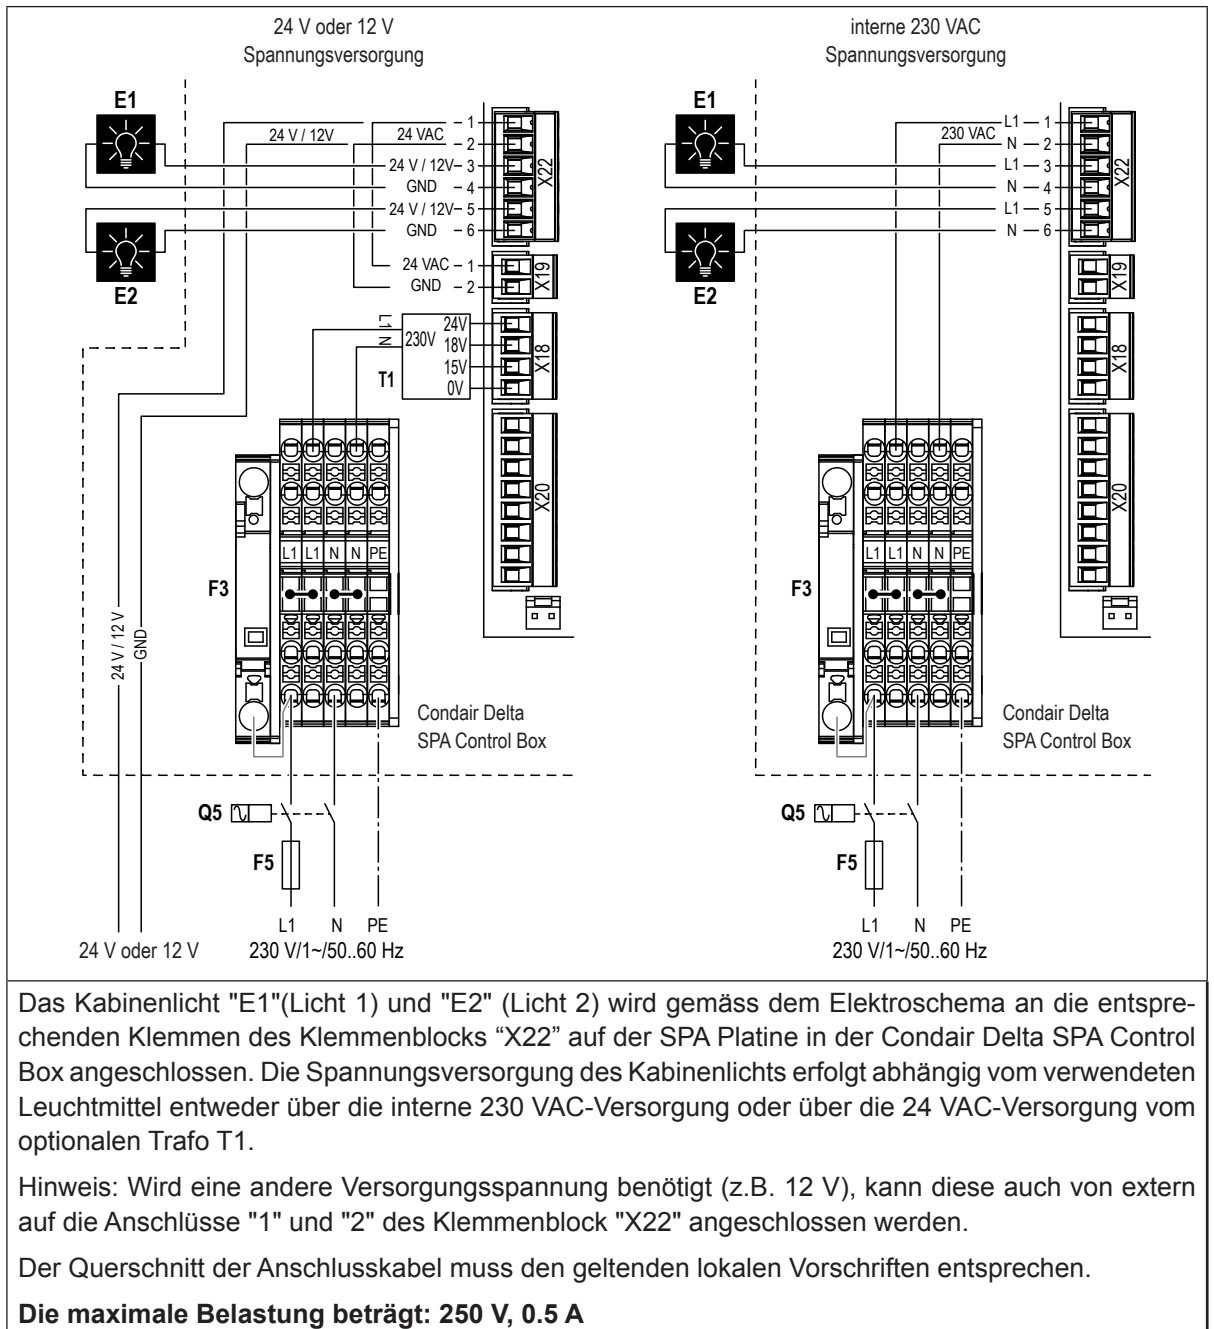 24 V oder 12 V
Spannungsversorgung
E1
24 V / 12V
24 VAC
1
2
24 V / 12V
3
GND
4
24 V / 12V
5
GND
6
X22
E2
24 VAC
1
GND
2
X19
L1
N
230V
24V
18V
15V
0V
T1
X18
X20
L1
L1
N
N
PE
F3
24 V / 12 V
GND
Condair Delta
SPA Control Box
Q5
F5
L1
N
PE
24 V oder 12 V
230 V/1~/50..60 Hz
interne 230 VAC
Spannungsversorgung
E1
230 VAC
L1
1
N
2
L1
3
N
4
L1
5
N
6
X22
E2
X19
X18
X20
L1
L1
N
N
PE
F3
Condair Delta
SPA Control Box
Q5
F5
L1
N
PE
230 V/1~/50..60 Hz
Das Kabinenlicht "E1"(Licht 1) und "E2" (Licht 2) wird gemäss dem Elektroschema an die entspre-
chenden Klemmen des Klemmenblocks “X22” auf der SPA Platine in der Condair Delta SPA Control
Box angeschlossen. Die Spannungsversorgung des Kabinenlichts erfolgt abhängig vom verwendeten
Leuchtmittel entweder über die interne 230 VAC-Versorgung oder über die 24 VAC-Versorgung vom
optionalen Trafo T1.
Hinweis: Wird eine andere Versorgungsspannung benötigt (z.B. 12 V), kann diese auch von extern
auf die Anschlüsse "1" und "2" des Klemmenblock "X22" angeschlossen werden.
Der Querschnitt der Anschlusskabel muss den geltenden lokalen Vorschriften entsprechen.
Die maximale Belastung beträgt: 250 V, 0.5 A